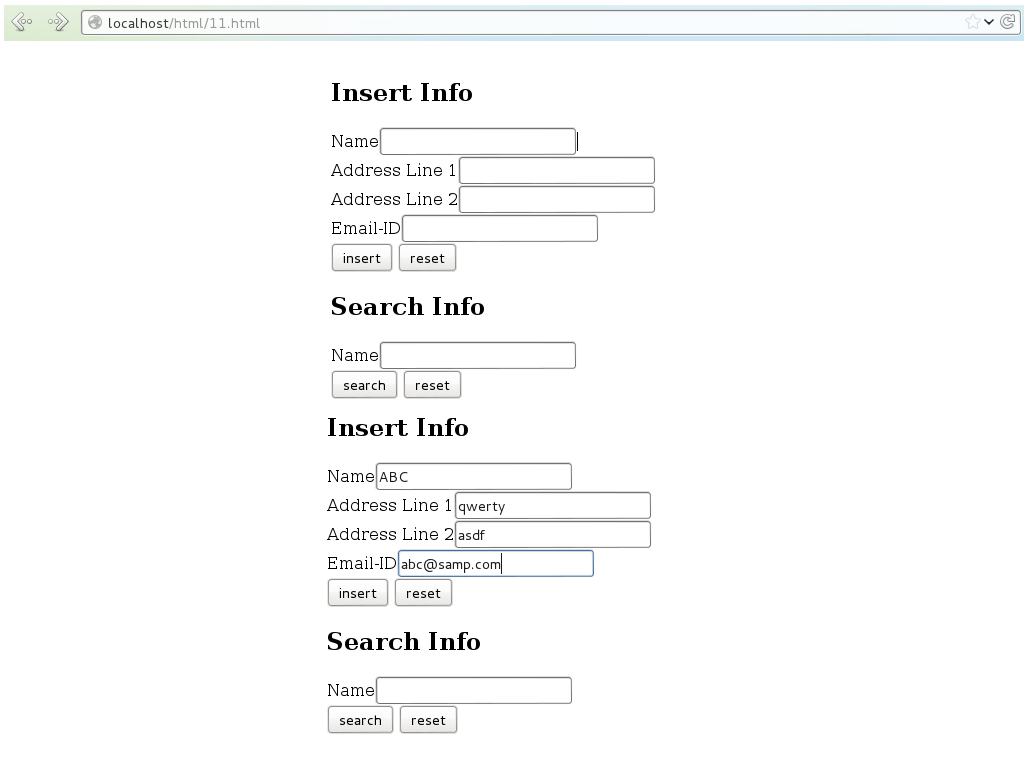 localhost/html/11.html
Insert Info
Name
Address Line 1
Address Line 2
Email-ID
insert reset
Search Info
Name
search reset
Insert Info
Name ABC
Address Line 1 qwerty
Address Line 2 asdf
Email-ID abc@samp.com
insert reset
Search Info
Name
search reset